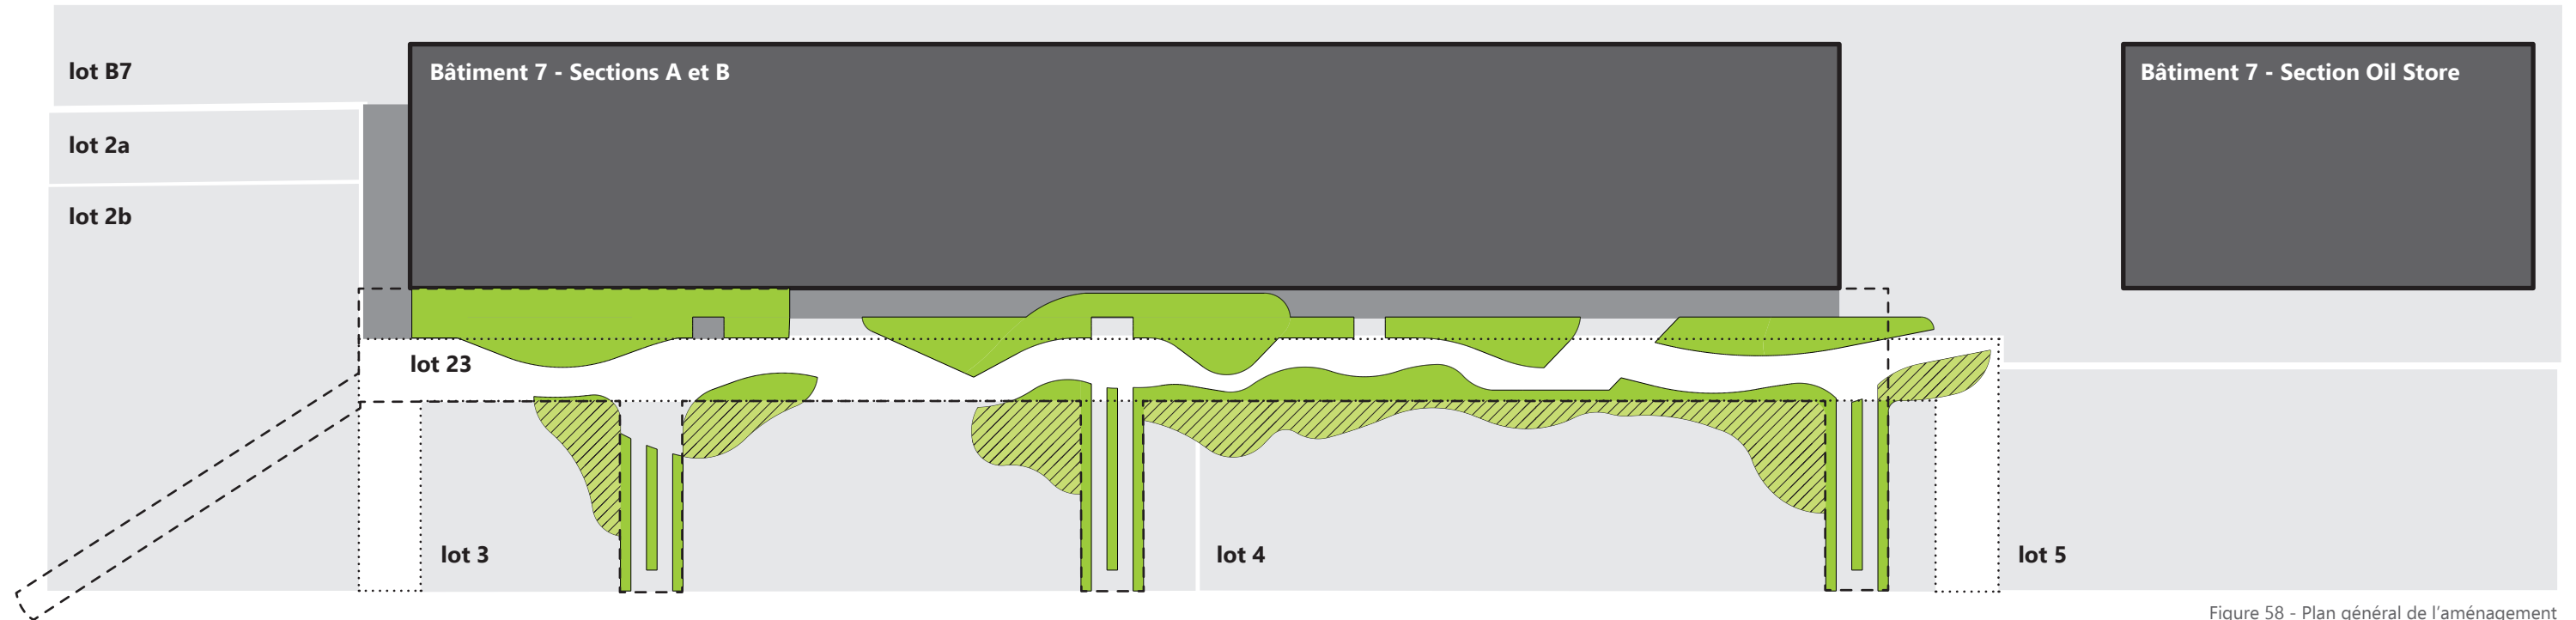 lot B7
Bâtiment 7 - Sections A et B
Bâtiment 7 - Section Oil Store
lot 2a
lot 2b
lot 23
lot 3
lot 4
lot 5
Figure 58 - Plan général de l'aménagement